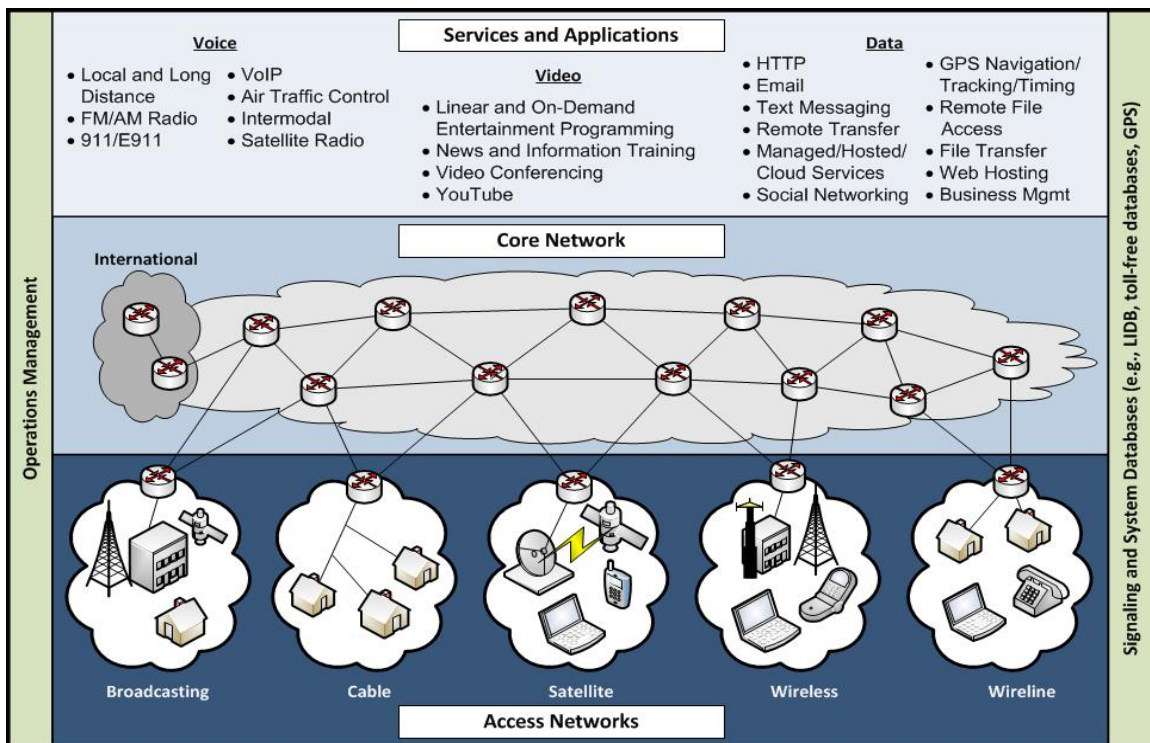 Services and Applications
Voice
• Local and Long
Distance
• FM/AM Radio
• 911/E911
• VoIP
• Air Traffic Control
• Intermodal
• Satellite Radio
Video
• Linear and On-Demand
Entertainment Programming
• News and Information Training
• Video Conferencing
• YouTube
Data
• HTTP
• Email
• Text Messaging
• Remote Transfer
• Managed/Hosted/
Cloud Services
• Social Networking
• GPS Navigation/
Tracking/Timing
• Remote File
Access
• File Transfer
• Web Hosting
• Business Mgmt
Core Network
International
Operations Management
Signaling and System Databases (e.g., LIDB, toll-free databases, GPS)
Broadcasting
Cable
Satellite
Wireless
Wireline
Access Networks